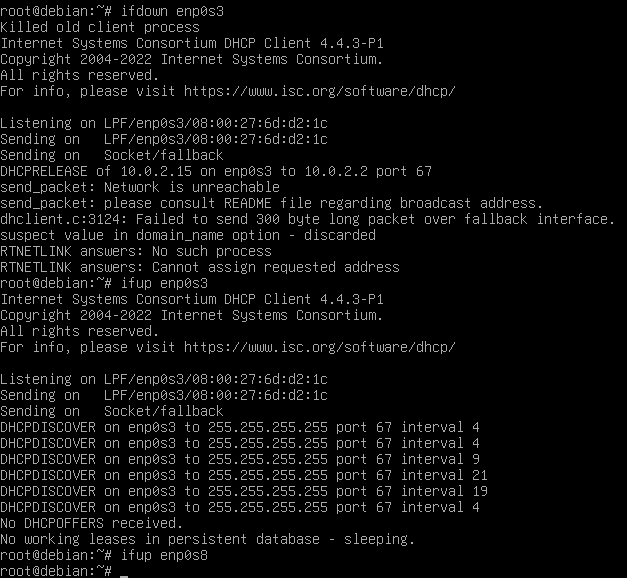 root@debian:~# ifdown enp0s3
Killed old client process
Internet Systems Consortium DHCP Client 4.4.3-P1
Copyright 2004-2022 Internet Systems Consortium.
All rights reserved.
For info, please visit https://www.isc.org/software/dhcp/
Listening on LPF/enp0s3/08:00:27:6d:d2:1c
Sending on   LPF/enp0s3/08:00:27:6d:d2:1c
Sending on   Socket/fallback
DHCPRELEASE of 10.0.2.15 on enp0s3 to 10.0.2.2 port 67
send_packet: Network is unreachable
send_packet: please consult README file regarding broadcast address.
dhclient.c:3124: Failed to send 300 byte long packet over fallback interface.
suspect value in domain_name option - discarded
RTNETLINK answers: No such process
RTNETLINK answers: Cannot assign requested address
root@debian:~# ifup enp0s3
Internet Systems Consortium DHCP Client 4.4.3-P1
Copyright 2004-2022 Internet Systems Consortium.
All rights reserved.
For info, please visit https://www.isc.org/software/dhcp/
Listening on LPF/enp0s3/08:00:27:6d:d2:1c
Sending on   LPF/enp0s3/08:00:27:6d:d2:1c
Sending on   Socket/fallback
DHCPDISCOVER on enp0s3 to 255.255.255.255 port 67 interval 4
DHCPDISCOVER on enp0s3 to 255.255.255.255 port 67 interval 4
DHCPDISCOVER on enp0s3 to 255.255.255.255 port 67 interval 9
DHCPDISCOVER on enp0s3 to 255.255.255.255 port 67 interval 21
DHCPDISCOVER on enp0s3 to 255.255.255.255 port 67 interval 19
DHCPDISCOVER on enp0s3 to 255.255.255.255 port 67 interval 4
No DHCPOFFERS received.
No working leases in persistent database - sleeping.
root@debian:~# ifup enp0s8
root@debian:~# _